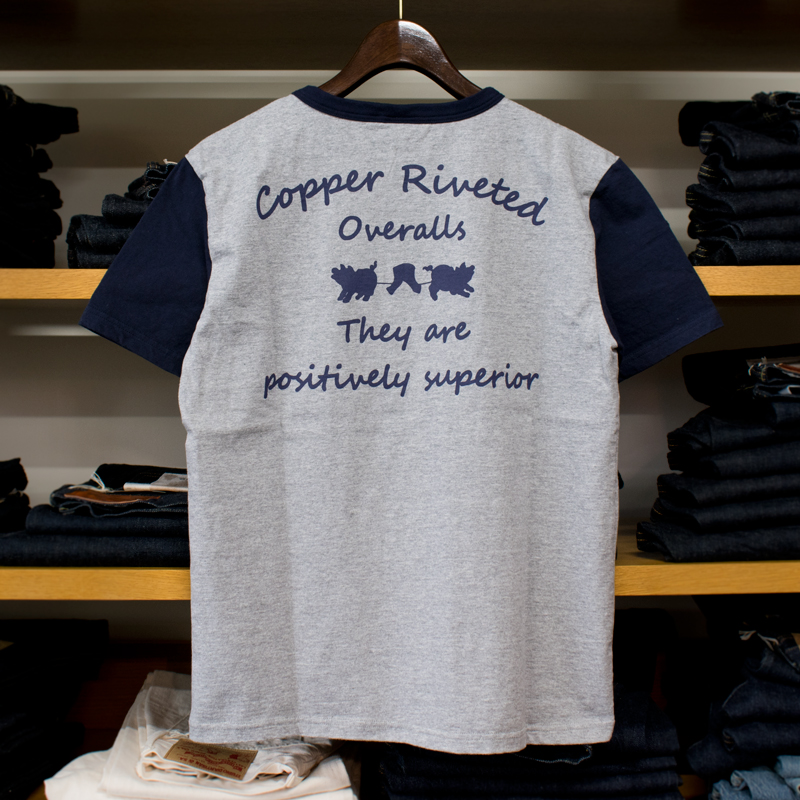 Copper Riveted
Overalls
They are
positively superior